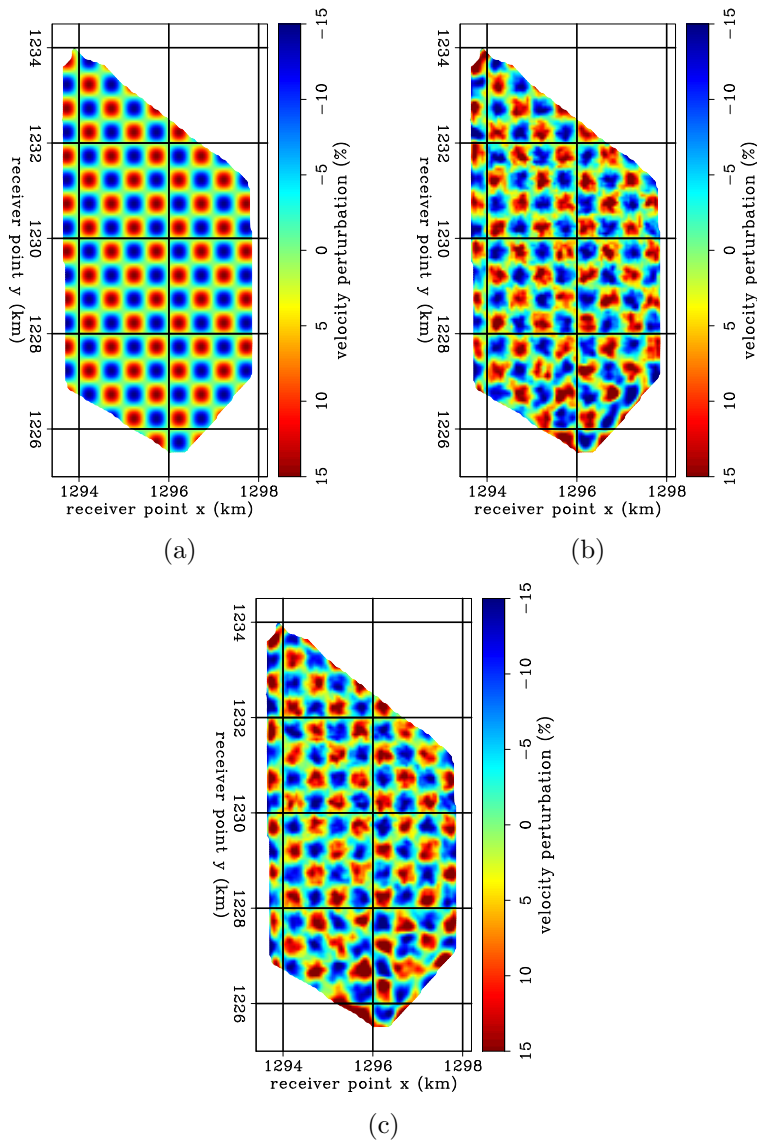 1234
1232
1230
1228
1226
receiver point y (km)
1294 1296 1298
receiver point x (km)
−15
−10
−5
0
5
10
15
velocity perturbation (%)
(a)
1234
1232
1230
1228
1226
receiver point y (km)
1294 1296 1298
receiver point x (km)
−15
−10
−5
0
5
10
15
velocity perturbation (%)
(b)
1234
1232
1230
1228
1226
receiver point y (km)
1294 1296 1298
receiver point x (km)
−15
−10
−5
0
5
10
15
velocity perturbation (%)
(c)